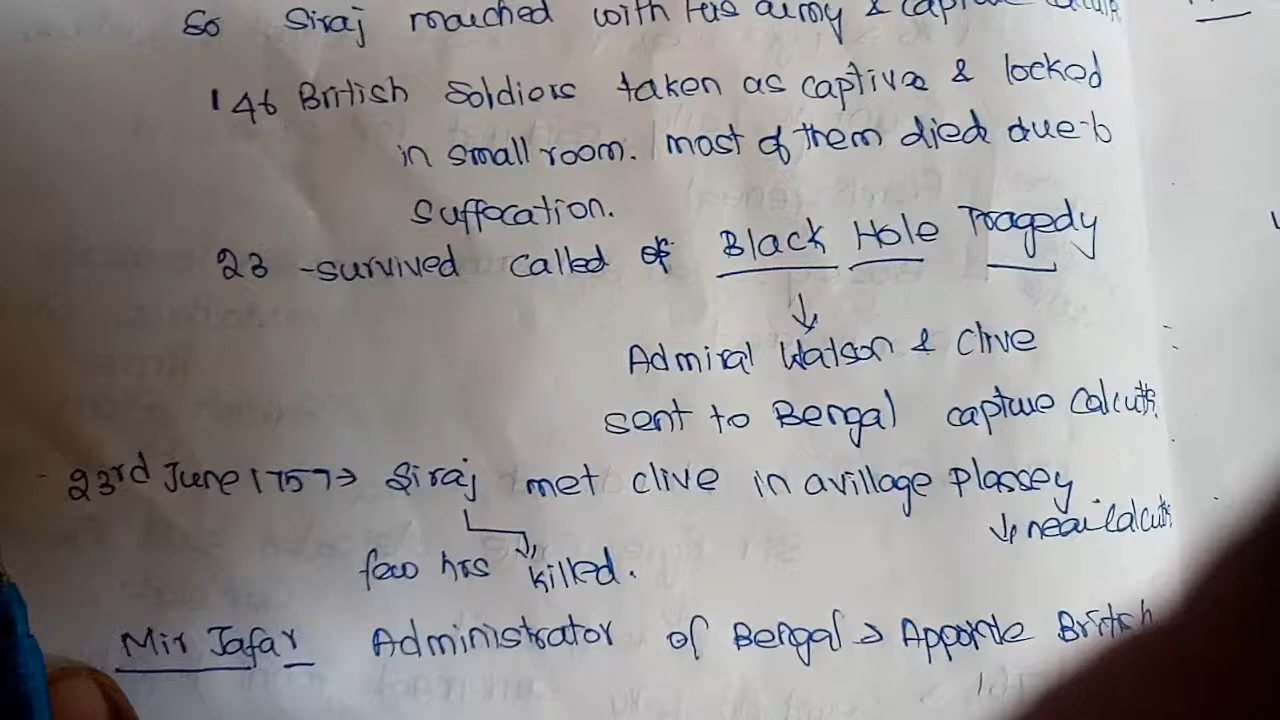 So Siraj marched with His army & capture
146 British Soldiers taken as captive & locked
in small room. most of them died due to
suffocation.
23 - survived called of Black Hole Tragedy
↓
Admiral Watson & Clive
sent to Bengal capture Calcutta
- 23rd June 1757 → Siraj met clive in a village Plassey
↓ near Calcutta
few hrs killed.
Mir Jafar Administrator of Bengal → British